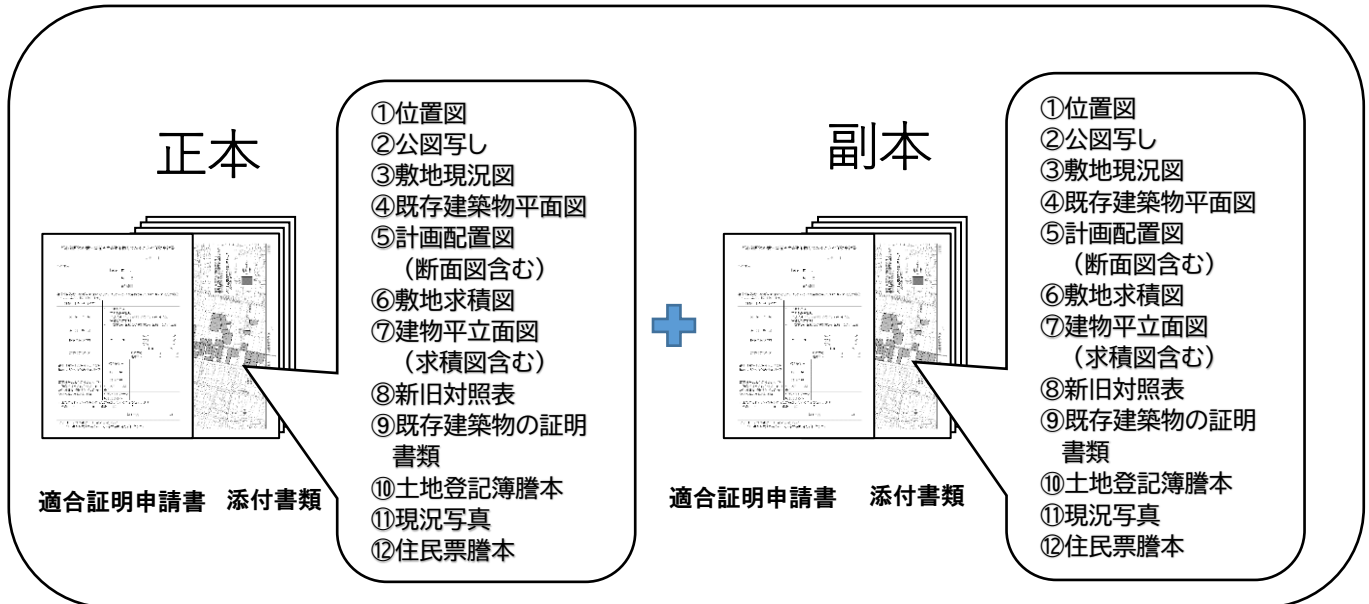 正本
①位置図
②公図写し
③敷地現況図
④既存建築物平面図
⑤計画配置図
（断面図含む）
⑥敷地求積図
⑦建物平立面図
（求積図含む）
⑧新旧対照表
⑨既存建築物の証明
書類
⑩土地登記簿謄本
⑪現況写真
⑫住民票謄本
適合証明申請書 添付書類
副本
①位置図
②公図写し
③敷地現況図
④既存建築物平面図
⑤計画配置図
（断面図含む）
⑥敷地求積図
⑦建物平立面図
（求積図含む）
⑧新旧対照表
⑨既存建築物の証明
書類
⑩土地登記簿謄本
⑪現況写真
⑫住民票謄本
適合証明申請書 添付書類